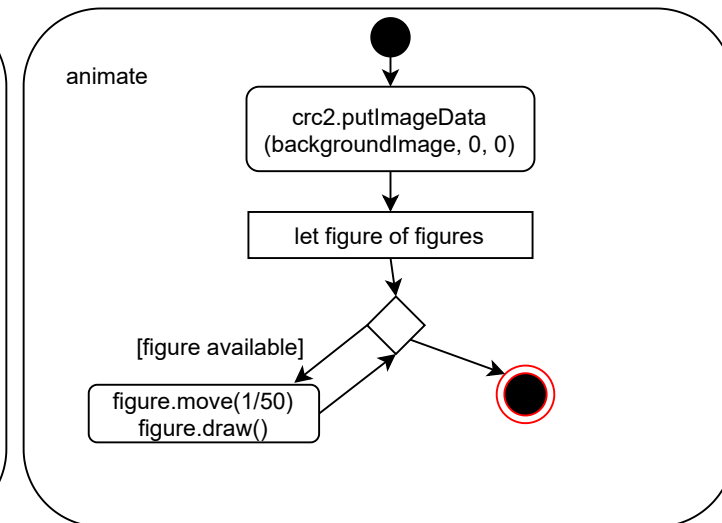 animate
crc2.putImageData
(backgroundImage, 0, 0)
let figure of figures
[figure available]
figure.move(1/50)
figure.draw()